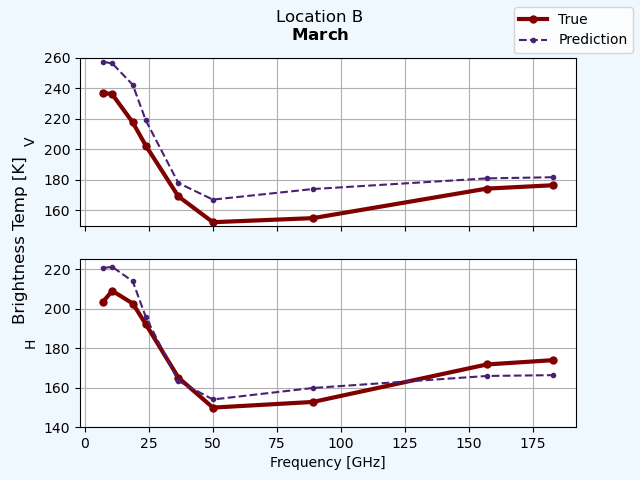 Location B
March
True
Prediction
Brightness Temp [K]
V
260
240
220
200
180
160
H
220
200
180
160
140
0
25
50
75
100
125
150
175
Frequency [GHz]